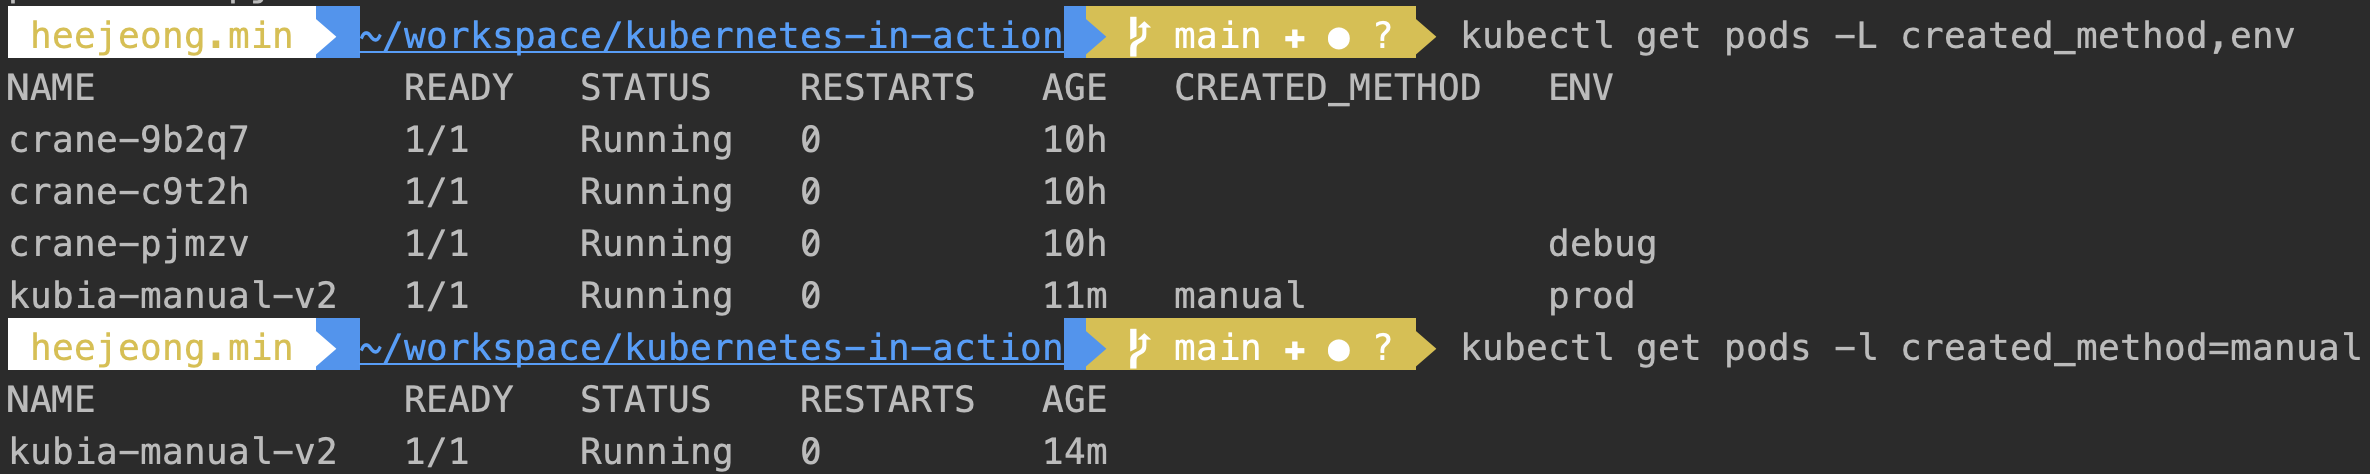 heejeong.min ~/workspace/kubernetes-in-action main ✚ ● ? kubectl get pods -L created_method,env
NAME READY STATUS RESTARTS AGE CREATED_METHOD ENV
crane-9b2q7 1/1 Running 0 10h
crane-c9t2h 1/1 Running 0 10h
crane-pjmzv 1/1 Running 0 10h debug
kubia-manual-v2 1/1 Running 0 11m manual prod
heejeong.min ~/workspace/kubernetes-in-action main ✚ ● ? kubectl get pods -l created_method=manual
NAME READY STATUS RESTARTS AGE
kubia-manual-v2 1/1 Running 0 14m